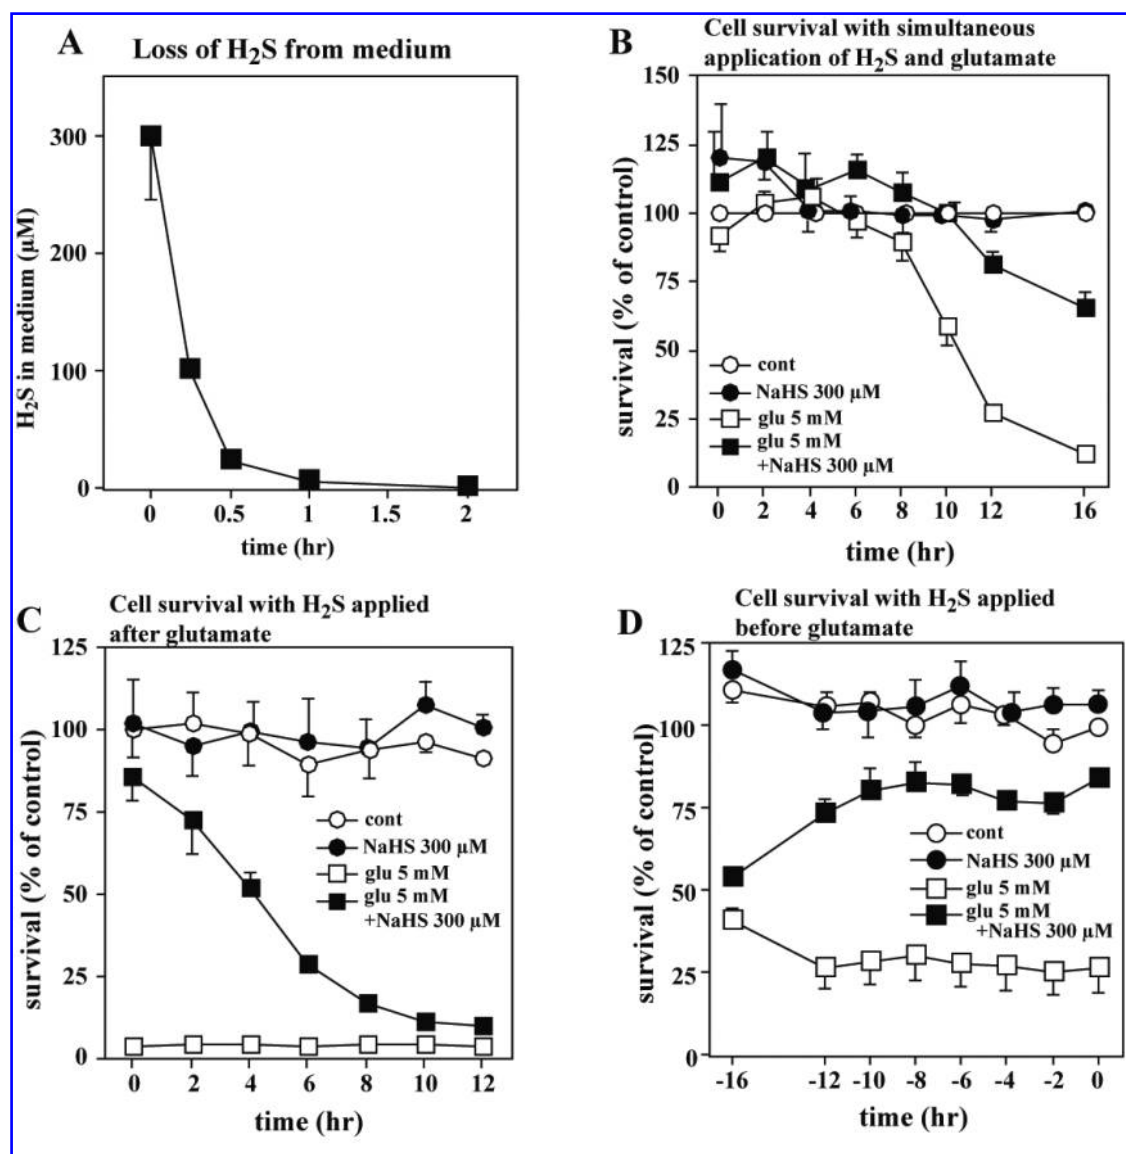 A
Loss of H₂S from medium
H₂S in medium (μM)
300
200
100
0
0 0.5 1 1.5 2
time (hr)
B
Cell survival with simultaneous
application of H₂S and glutamate
survival (% of control)
150
125
100
75
50
25
0
cont
NaHS 300 μM
glu 5 mM
glu 5 mM
+NaHS 300 μM
0 2 4 6 8 10 12 16
time (hr)
C
Cell survival with H₂S applied
after glutamate
survival (% of control)
125
100
75
50
25
0
cont
NaHS 300 μM
glu 5 mM
glu 5 mM
+NaHS 300 μM
0 2 4 6 8 10 12
time (hr)
D
Cell survival with H₂S applied
before glutamate
survival (% of control)
125
100
75
50
25
0
cont
NaHS 300 μM
glu 5 mM
glu 5 mM
+NaHS 300 μM
-16 -12 -10 -8 -6 -4 -2 0
time (hr)